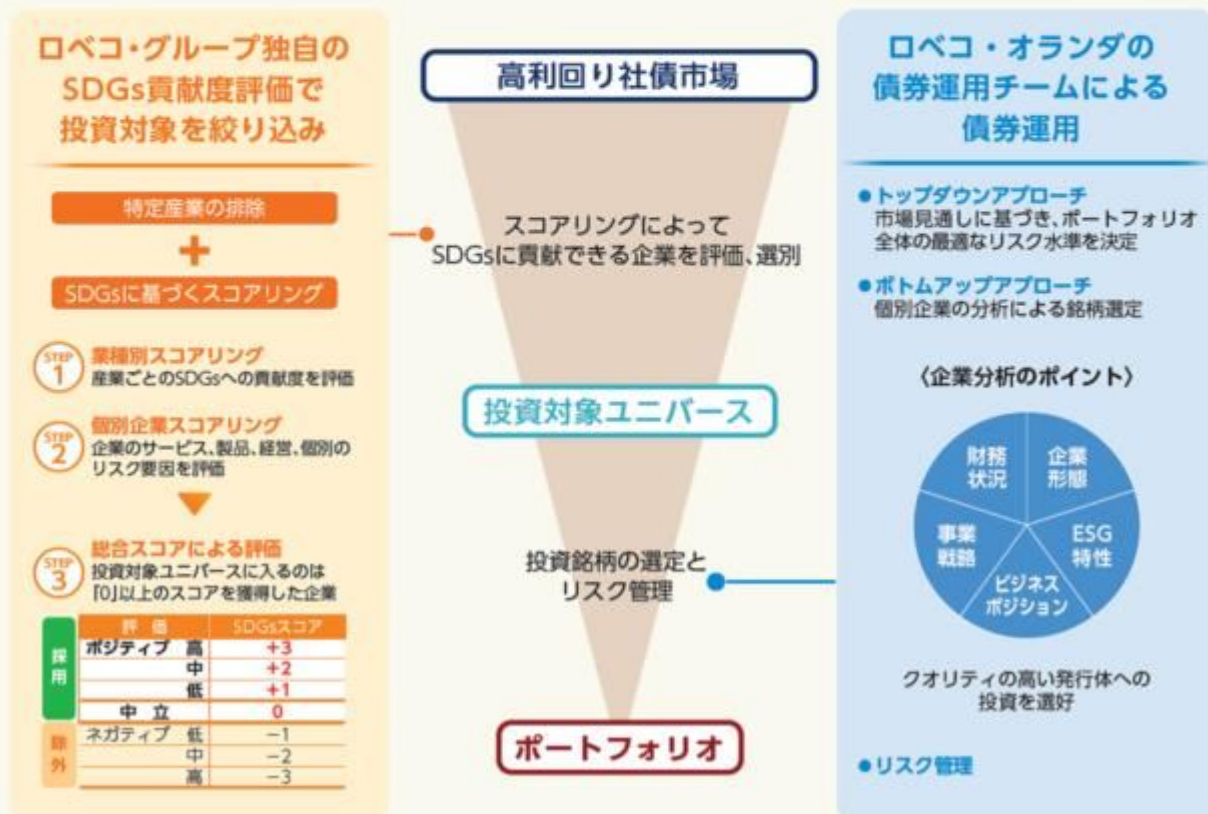 ロベコ・グループ独自の
SDGs貢献度評価で
投資対象を絞り込み
特定産業の排除
+
SDGsに基づくスコアリング
STEP
1
業種別スコアリング
産業ごとのSDGsへの貢献度を評価
STEP
2
個別企業スコアリング
企業のサービス、製品、経営、個別の
リスク要因を評価
STEP
3
総合スコアによる評価
投資対象ユニバースに入るのは
「0」以上のスコアを獲得した企業
評価 SDGsスコア
採用
ポジティブ 高 +3
中 +2
低 +1
中立 0
除外
ネガティブ 低 −1
中 −2
高 −3
高利回り社債市場
スコアリングによって
SDGsに貢献できる企業を評価、選別
投資対象ユニバース
投資銘柄の選定と
リスク管理
ポートフォリオ
ロベコ・オランダの
債券運用チームによる
債券運用
●トップダウンアプローチ
市場見通しに基づき、ポートフォリオ
全体の最適なリスク水準を決定
●ボトムアップアプローチ
個別企業の分析による銘柄選定
〈企業分析のポイント〉
財務
状況
企業
形態
事業
戦略
ESG
特性
ビジネス
ポジション
クオリティの高い発行体への
投資を選好
●リスク管理